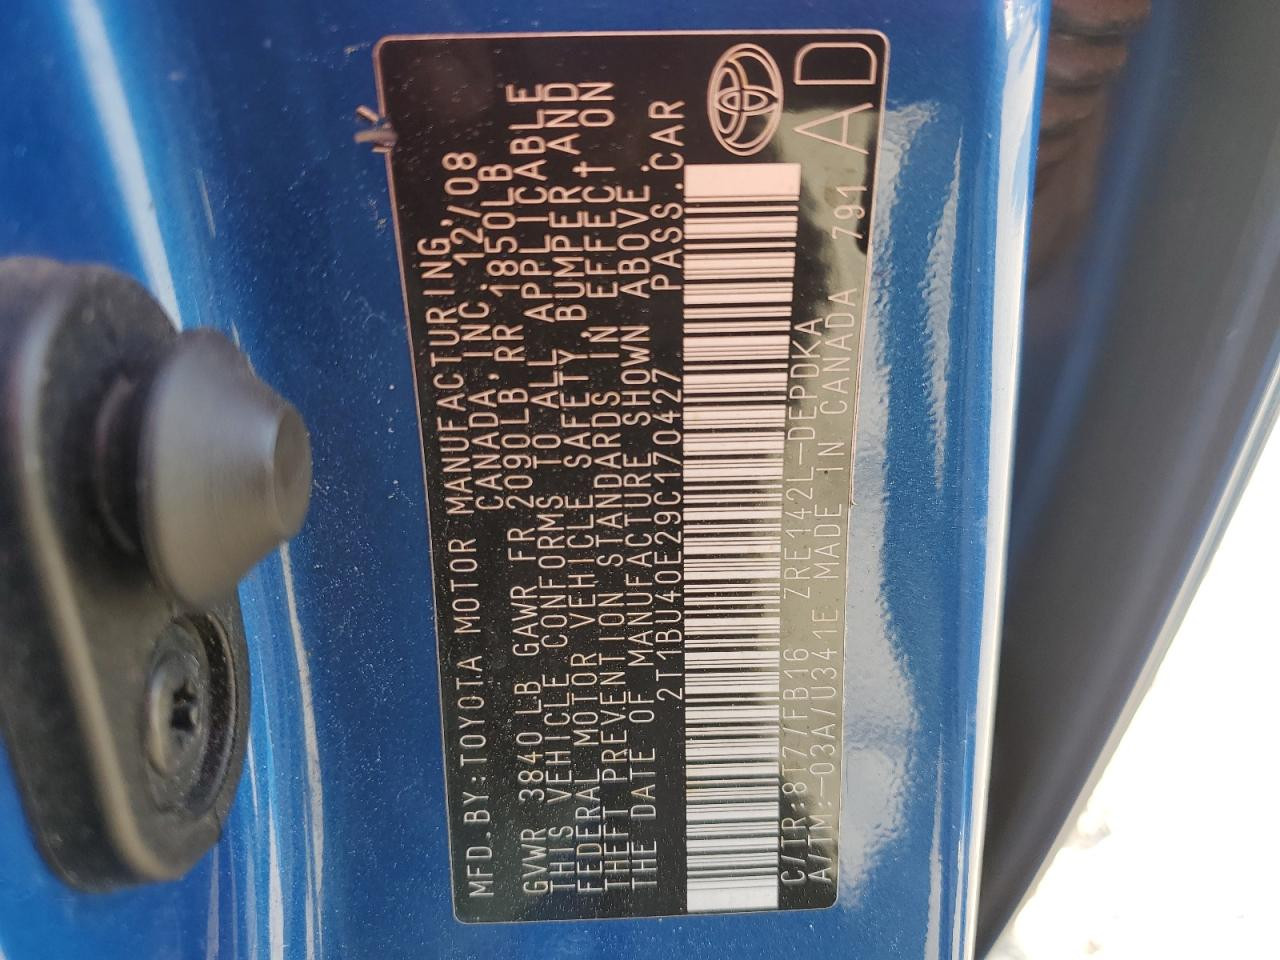 MFD.BY:TOYOTA MOTOR MANUFACTURING,
CANADA,INC. 12/08
GVWR 3840LB GAWR FR 2090LB RR 1850LB
THIS VEHICLE CONFORMS TO ALL APPLICABLE
FEDERAL MOTOR VEHICLE SAFETY,BUMPER AND
THEFT PREVENTION STANDARDS IN EFFECT ON
THE DATE OF MANUFACTURE SHOWN ABOVE.
2T1BU40E29C170427 PASS.CAR
C/TR:8T7/FB16 ZRE142L-DEPDKA
A/TM:-03A/U341E MADE IN CANADA 791
AD